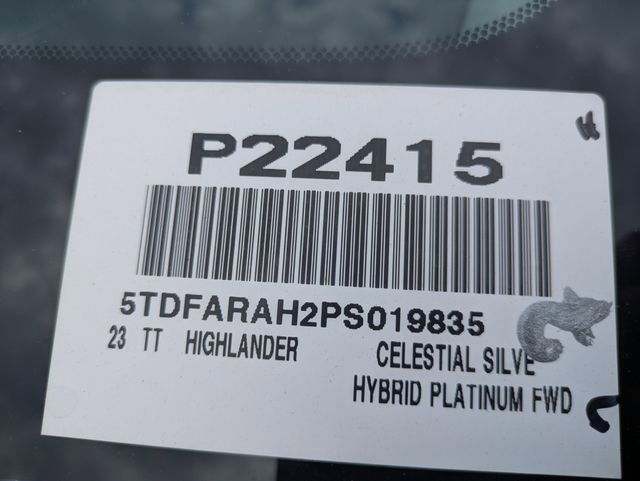 P22415
5TDFARAH2PS019835
23 TT HIGHLANDER CELESTIAL SILVE
HYBRID PLATINUM FWD